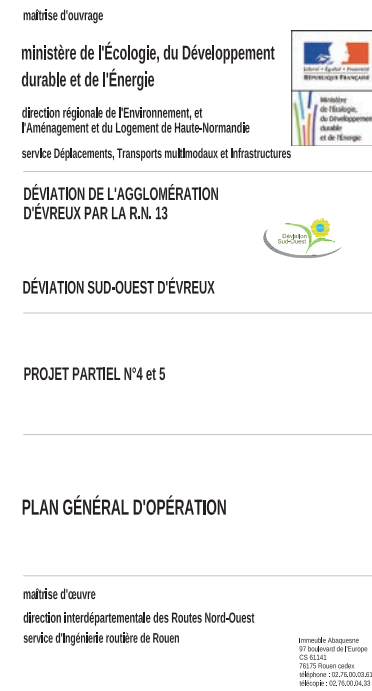 maîtrise d'ouvrage
ministère de l'Écologie, du Développement
durable et de l'Énergie
Liberté • Égalité • Fraternité
RÉPUBLIQUE FRANÇAISE
direction régionale de l'Environnement, et
l'Aménagement et du Logement de Haute-Normandie
Ministère
de l'Écologie,
du Développement
durable
et de l'Énergie
service Déplacements, Transports multimodaux et Infrastructures
DÉVIATION DE L'AGGLOMÉRATION
D'ÉVREUX PAR LA R.N. 13
Déviation
Sud-Ouest
DÉVIATION SUD-OUEST D'ÉVREUX
PROJET PARTIEL N°4 et 5
PLAN GÉNÉRAL D'OPÉRATION
maîtrise d'œuvre
direction interdépartementale des Routes Nord-Ouest
service d'Ingénierie routière de Rouen
Immeuble Abaquesne
97 boulevard de l'Europe
CS 61141
76175 Rouen cedex
téléphone : 02.76.00.03.61
télécopie : 02.76.00.04.33